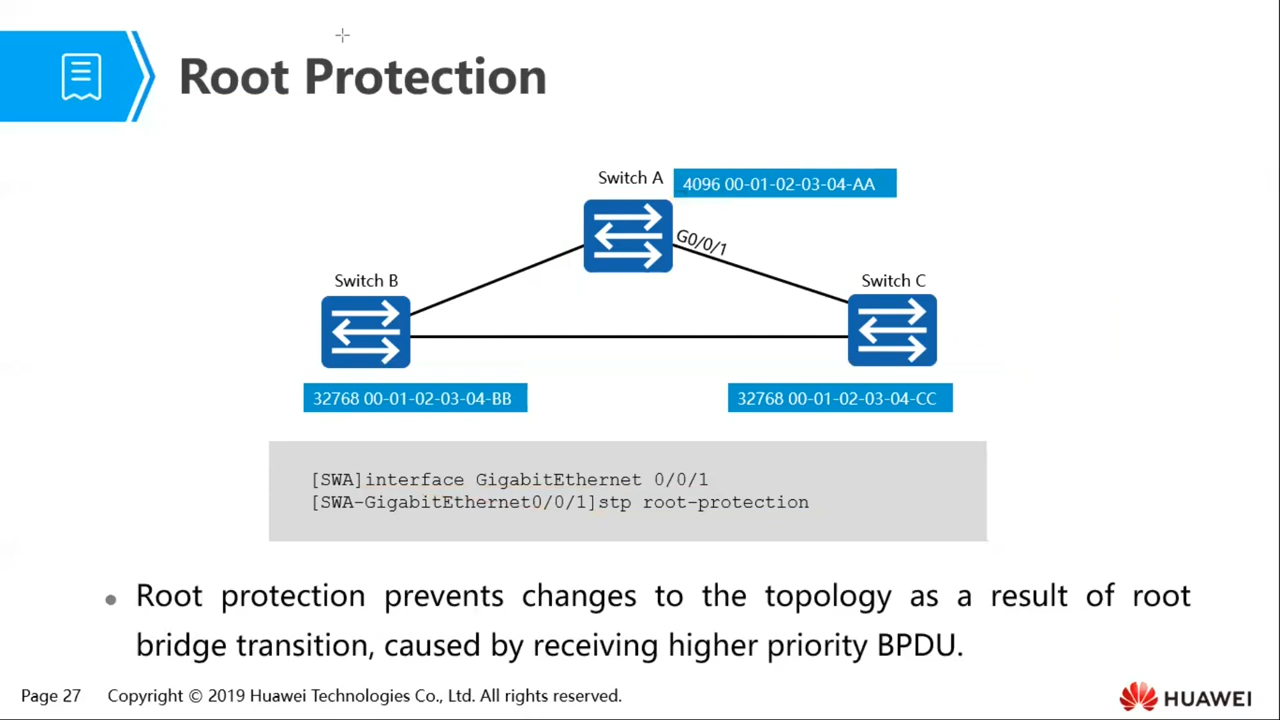 Root Protection
Switch A
4096 00-01-02-03-04-AA
G0/0/1
Switch B
Switch C
32768 00-01-02-03-04-BB
32768 00-01-02-03-04-CC
[SWA]interface GigabitEthernet 0/0/1
[SWA-GigabitEthernet0/0/1]stp root-protection
Root protection prevents changes to the topology as a result of root
bridge transition, caused by receiving higher priority BPDU.
Page 27 Copyright © 2019 Huawei Technologies Co., Ltd. All rights reserved.
HUAWEI